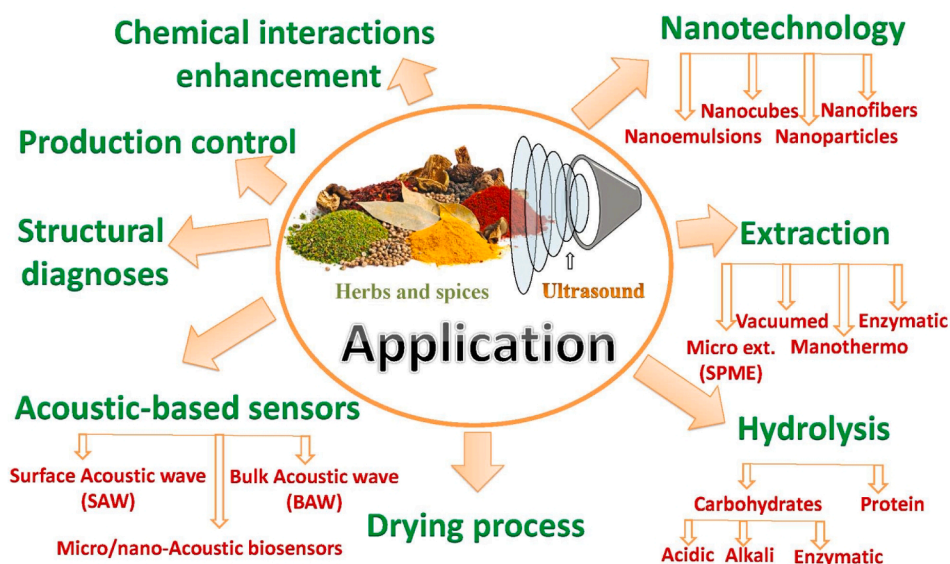 Chemical interactions
enhancement
Nanotechnology
Nanocubes
Nanofibers
Nanoemulsions
Nanoparticles
Production control
Structural
diagnoses
Extraction
Vacuumed
Enzymatic
Micro ext.
(SPME)
Manothermo
Herbs and spices
Ultrasound
Application
Acoustic-based sensors
Surface Acoustic wave
(SAW)
Bulk Acoustic wave
(BAW)
Micro/nano-Acoustic biosensors
Drying process
Hydrolysis
Carbohydrates
Protein
Acidic
Alkali
Enzymatic